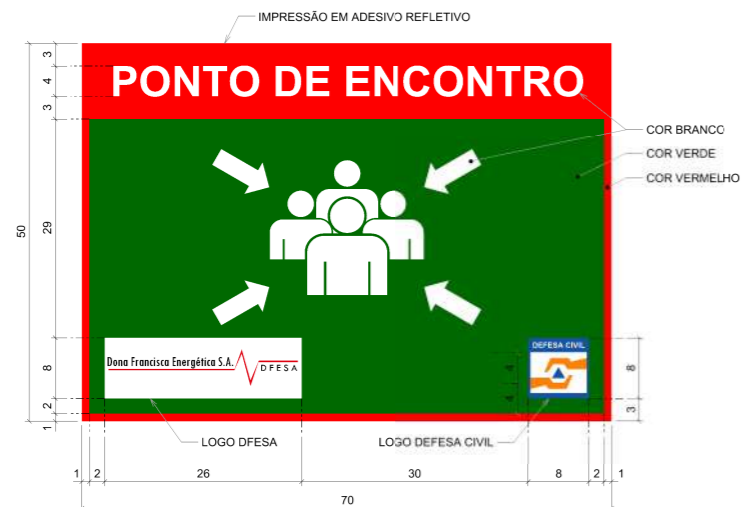 IMPRESSÃO EM ADESIVO REFLETIVO
PONTO DE ENCONTRO
COR BRANCO
COR VERDE
COR VERMELHO
3
4
3
29
50
8
2
1
Dona Francisca Energética S.A.
DFESA
DEFESA CIVIL
4
4
8
3
LOGO DFESA
LOGO DEFESA CIVIL
1
2
26
30
8
2
1
70